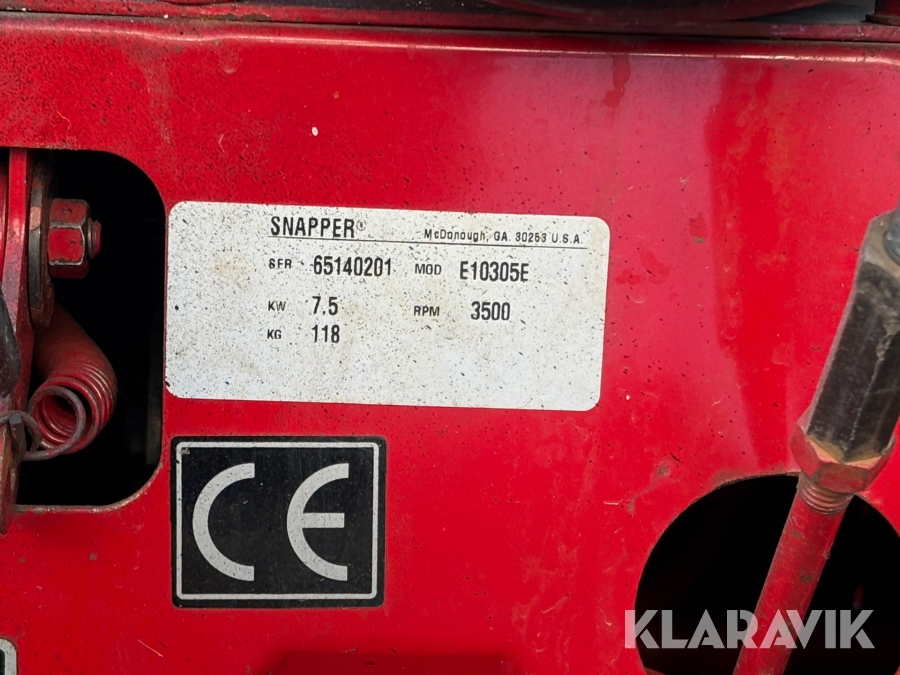 SNAPPER® McDonough, GA. 30253 U.S.A.
SER 65140201 MOD E10305E
KW 7.5 RPM 3500
KG 118
CE
KLARAVIK